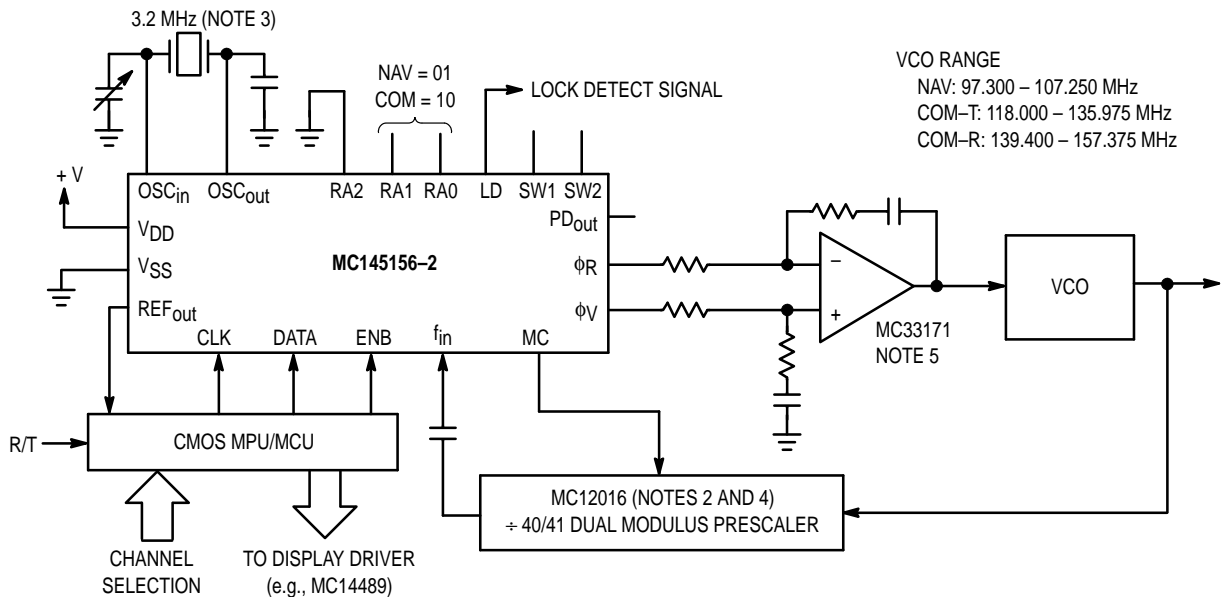 3.2 MHz (NOTE 3)
NAV = 01
COM = 10
LOCK DETECT SIGNAL
VCO RANGE
NAV: 97.300 – 107.250 MHz
COM–T: 118.000 – 135.975 MHz
COM–R: 139.400 – 157.375 MHz
+ V
OSCin
OSCout
RA2
RA1
RA0
LD
SW1
SW2
VDD
PDout
VSS
MC145156–2
ϕR
–
VCO
REFout
ϕV
+
MC33171
NOTE 5
CLK
DATA
ENB
fin
MC
R/T
CMOS MPU/MCU
MC12016 (NOTES 2 AND 4)
÷ 40/41 DUAL MODULUS PRESCALER
CHANNEL
SELECTION
TO DISPLAY DRIVER
(e.g., MC14489)